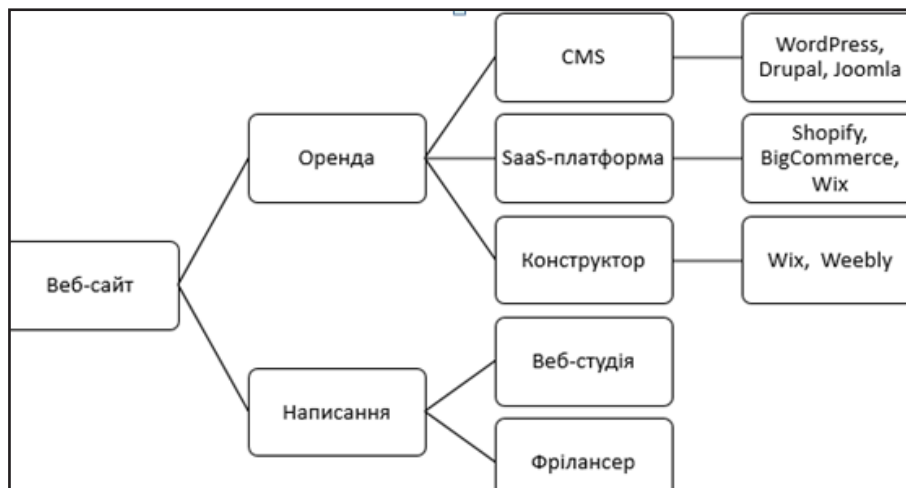 Веб-сайт
Оренда
CMS
WordPress,
Drupal, Joomla
SaaS-платформа
Shopify,
BigCommerce,
Wix
Конструктор
Wix, Weebly
Написання
Веб-студія
Фрілансер